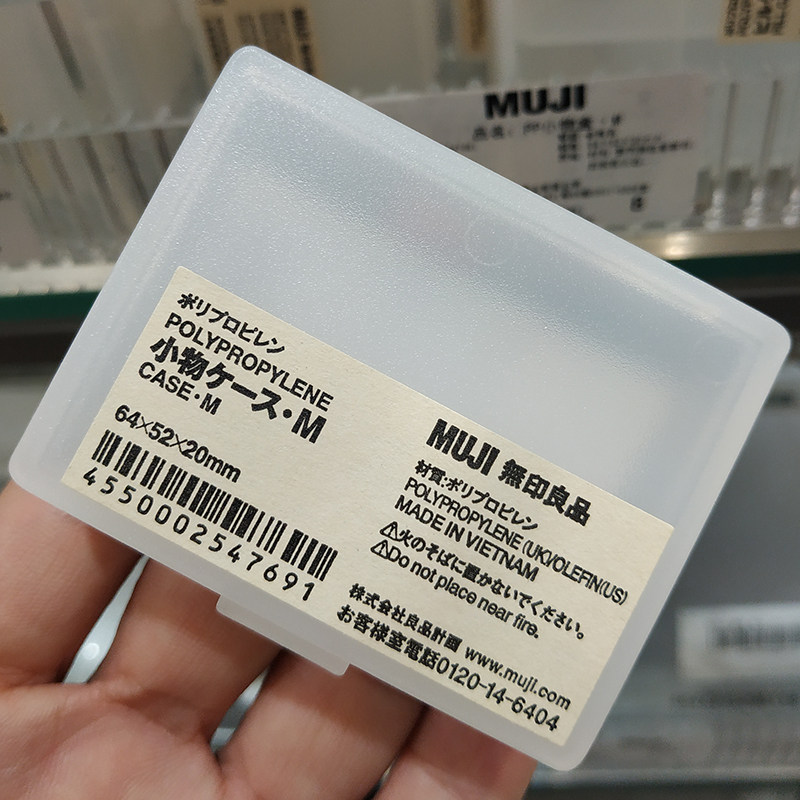 MUJI
ポリプロピレン
POLYPROPYLENE
小物ケース・M
CASE・M
64×52×20mm
4550002547691
MUJI 無印良品
材質:ポリプロピレン
POLYPROPYLENE (UK)/OLEFIN(US)
MADE IN VIETNAM
⚠火のそばに置かないでください。
⚠Do not place near fire.
株式会社良品計画 www.muji.com
お客様室電話0120-14-6404